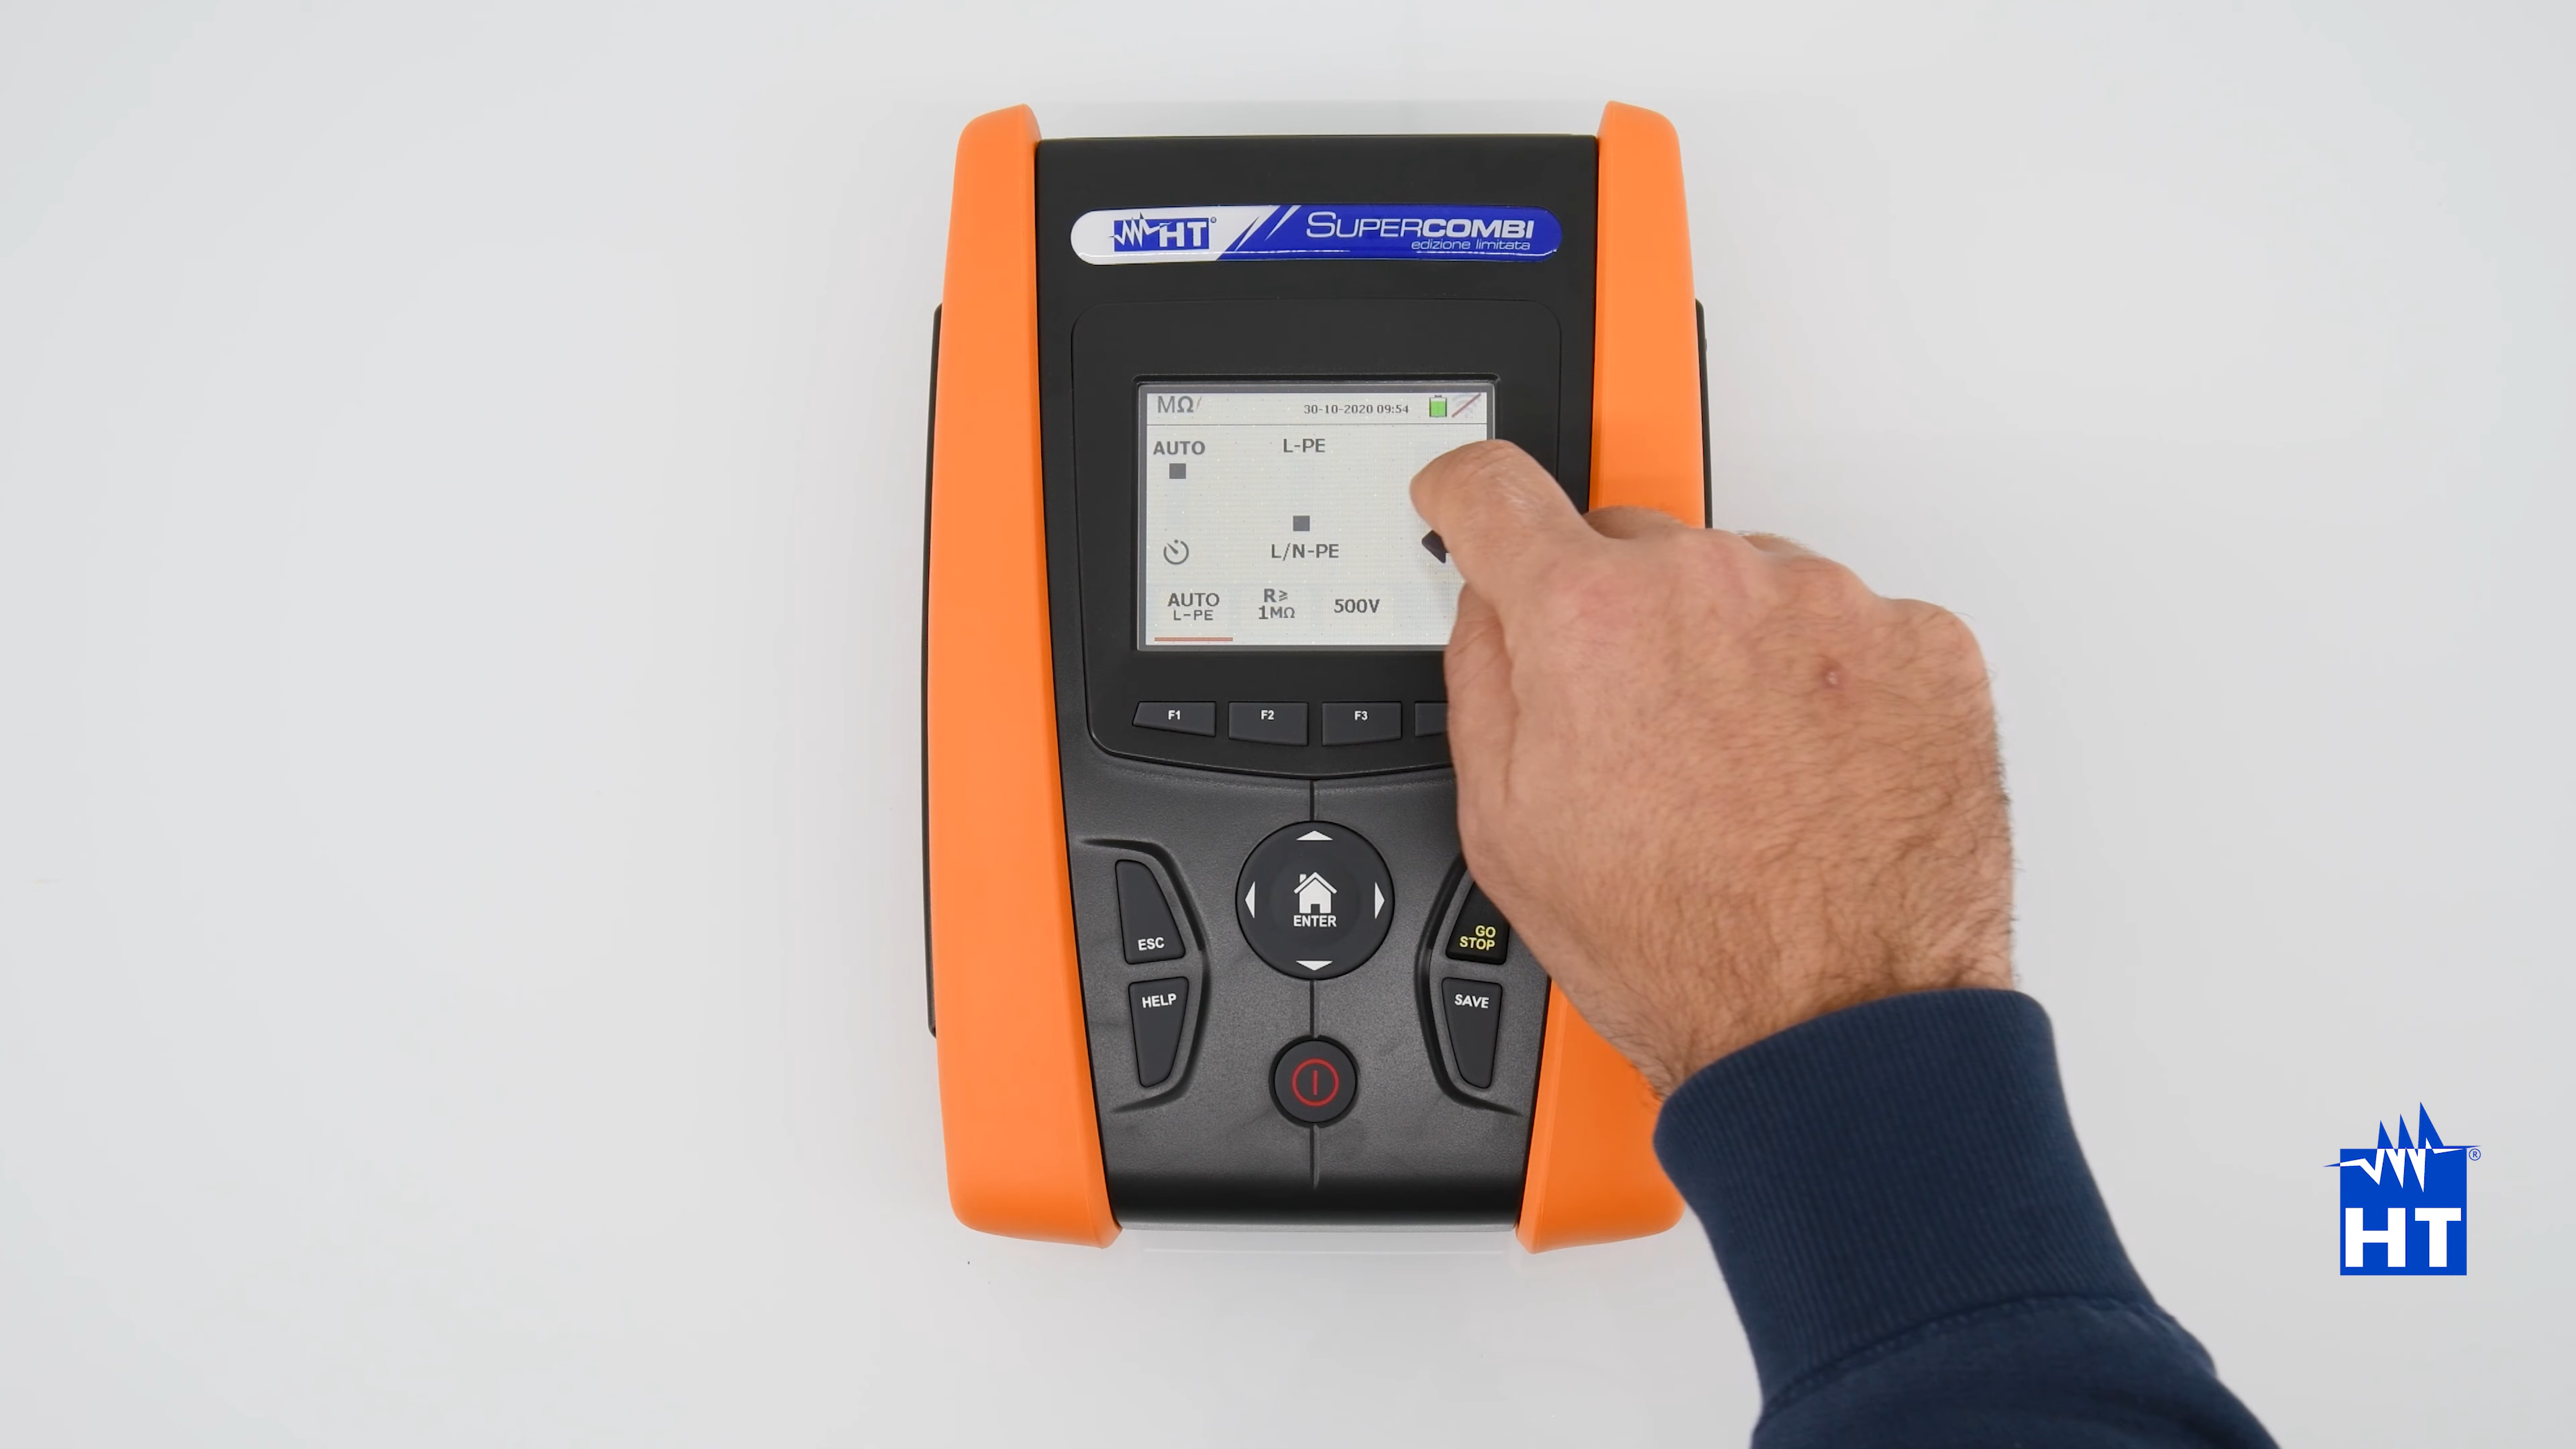 HT® SUPERCOMBI
edizione limitata
MΩ 30-10-2020 09:54
AUTO L-PE
L/N-PE
AUTO
L-PE
R≥
1MΩ
500V
F1 F2 F3
ENTER
ESC
GO
STOP
HELP
SAVE
HT®